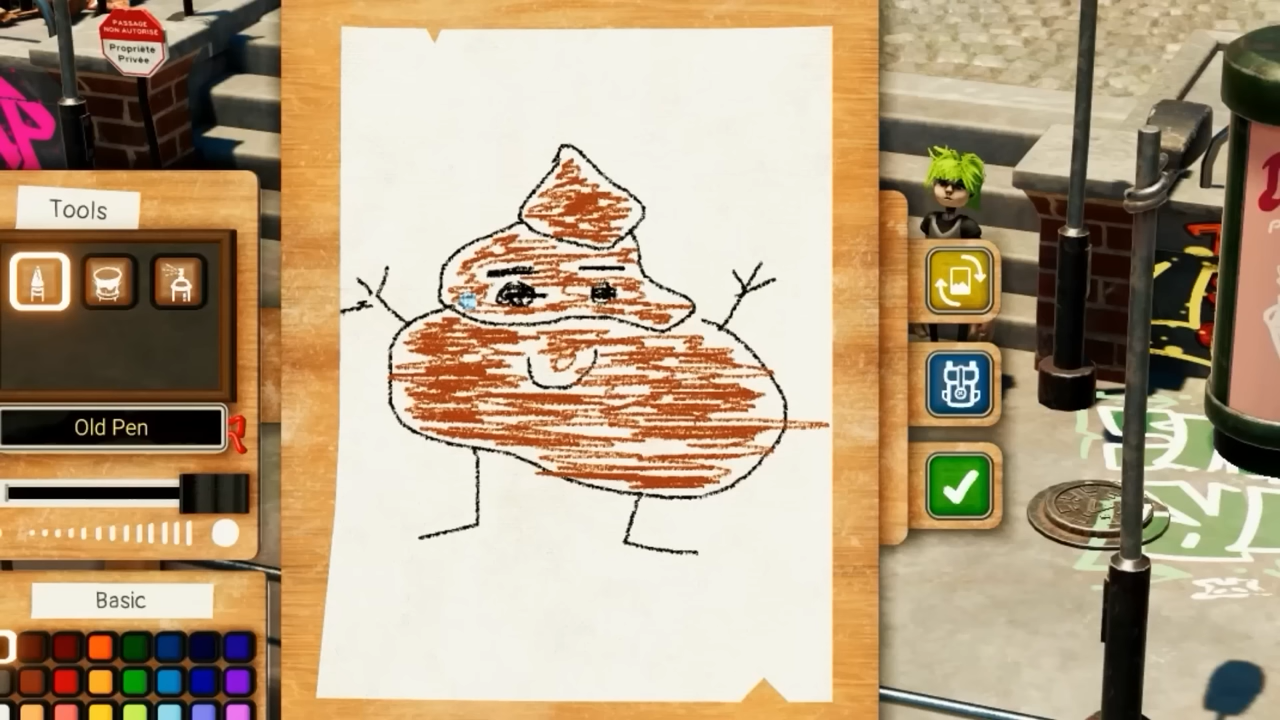 PASSAGE
NON AUTORISÉ
Propriété
Privée
Tools
Old Pen
Basic